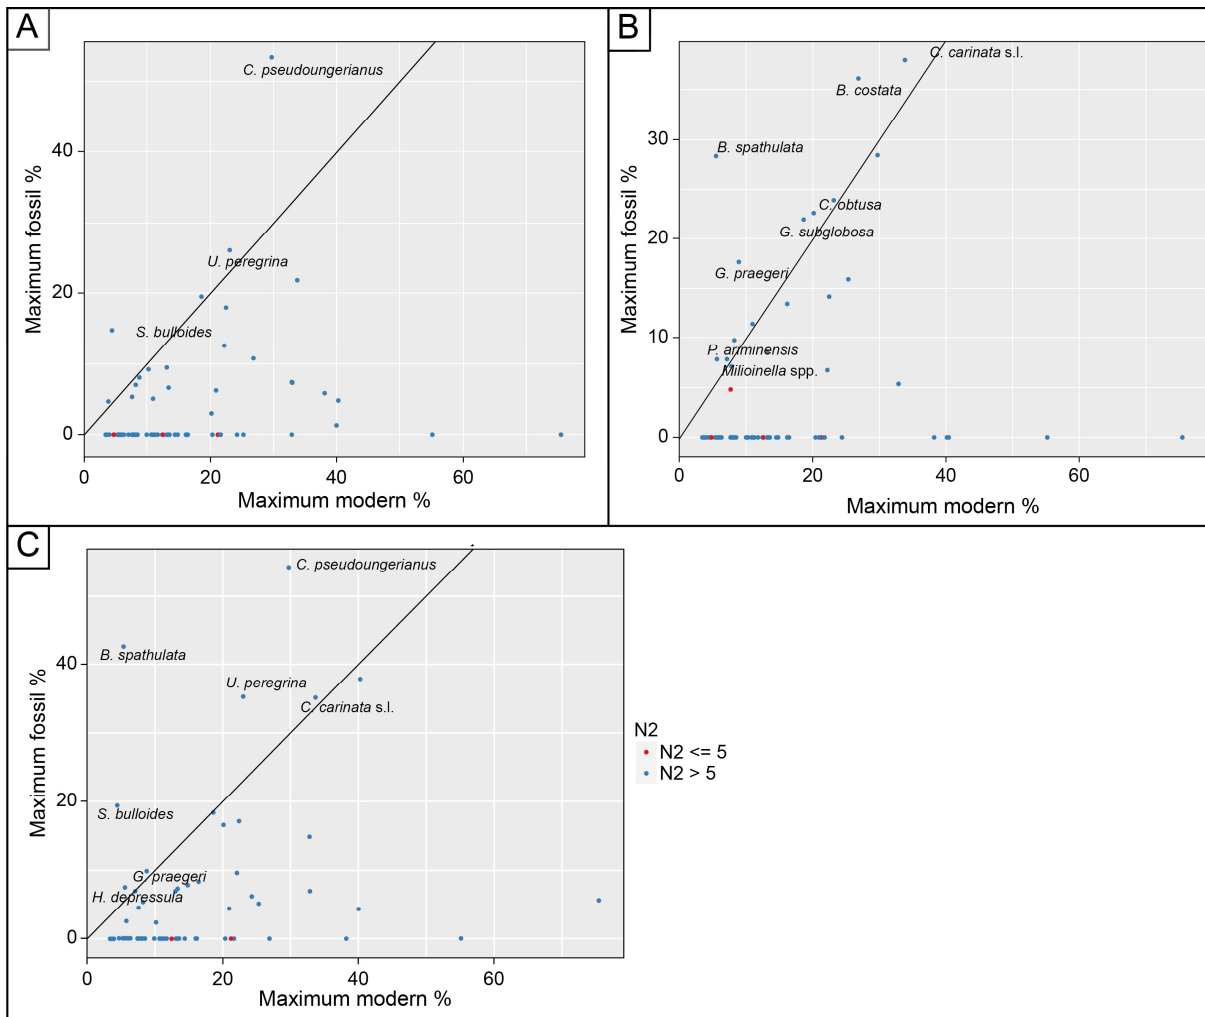 A
C. pseudoungerianus
U. peregrina
S. bulloides
40
20
0
Maximum fossil %
0 20 40 60
Maximum modern %
B
C. carinata s.l.
B. costata
B. spathulata
C. obtusa
G. subglobosa
G. praegeri
P. ariminensis
Milioinella spp.
30
20
10
0
Maximum fossil %
0 20 40 60
Maximum modern %
C
C. pseudoungerianus
B. spathulata
U. peregrina
C. carinata s.l.
S. bulloides
G. praegeri
H. depressula
40
20
0
Maximum fossil %
0 20 40 60
Maximum modern %
N2
N2 <= 5
N2 > 5